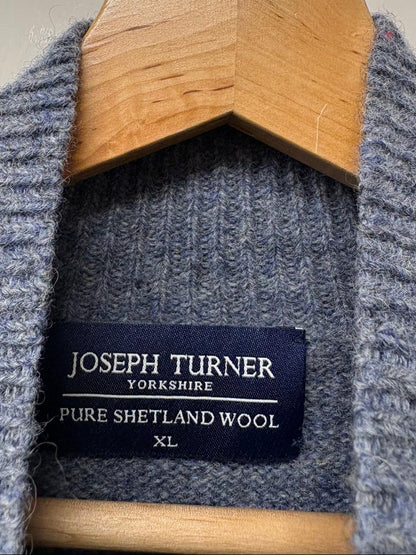 JOSEPH TURNER
YORKSHIRE
PURE SHETLAND WOOL
XL